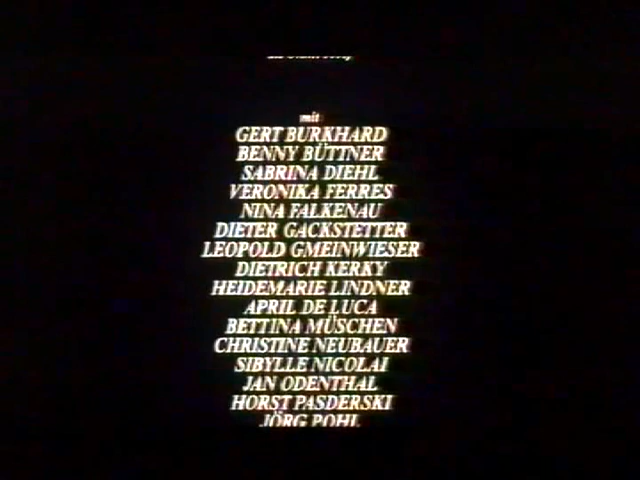 mit
GERT BURKHARD
BENNY BÜTTNER
SABRINA DIEHL
VERONIKA FERRES
NINA FALKENAU
DIETER GACKSTETTER
LEOPOLD GMEINWIESER
DIETRICH KERKY
HEIDEMARIE LINDNER
APRIL DE LUCA
BETTINA MÜSCHEN
CHRISTINE NEUBAUER
SIBYLLE NICOLAI
JAN ODENTHAL
HORST PASDERSKI
JÖRG POHL